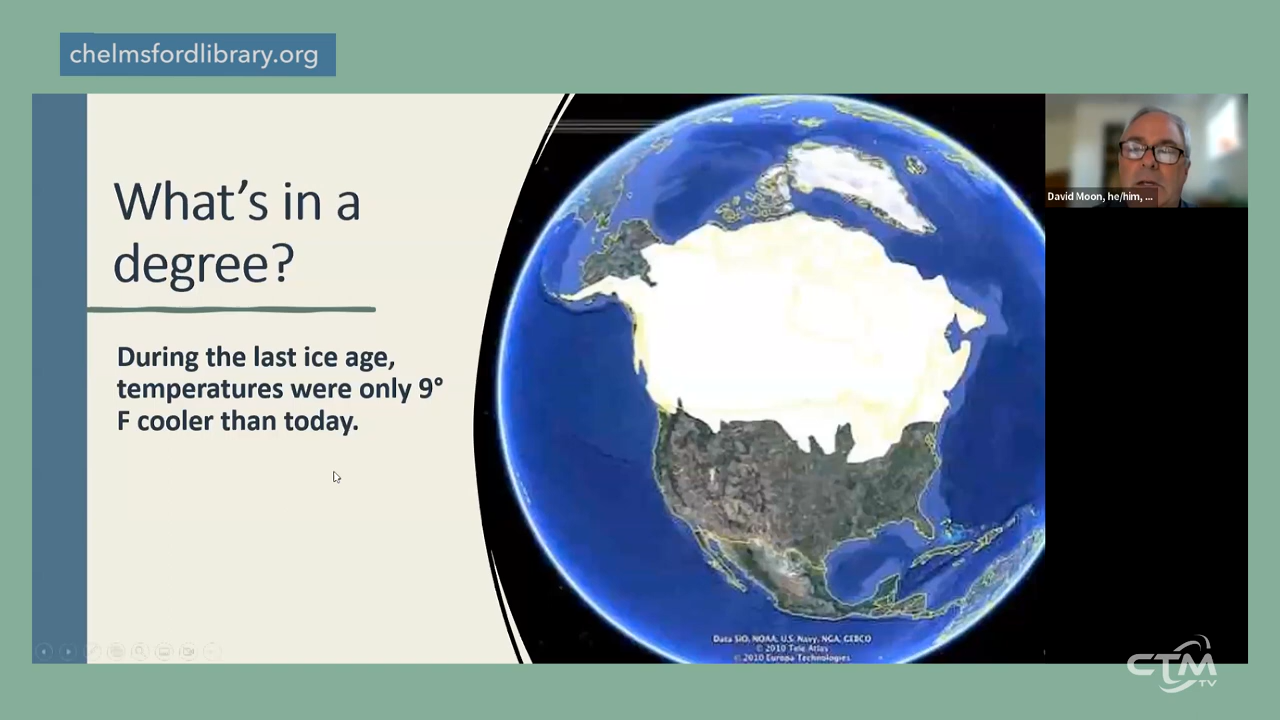 chelmsfordlibrary.org
What's in a
degree?
During the last ice age,
temperatures were only 9°
F cooler than today.
David Moon, he/him, ...
Data SIO, NOAA, U.S. Navy, NGA, GEBCO
© 2010 Tele Atlas
© 2010 Europa Technologies
CTM
TV